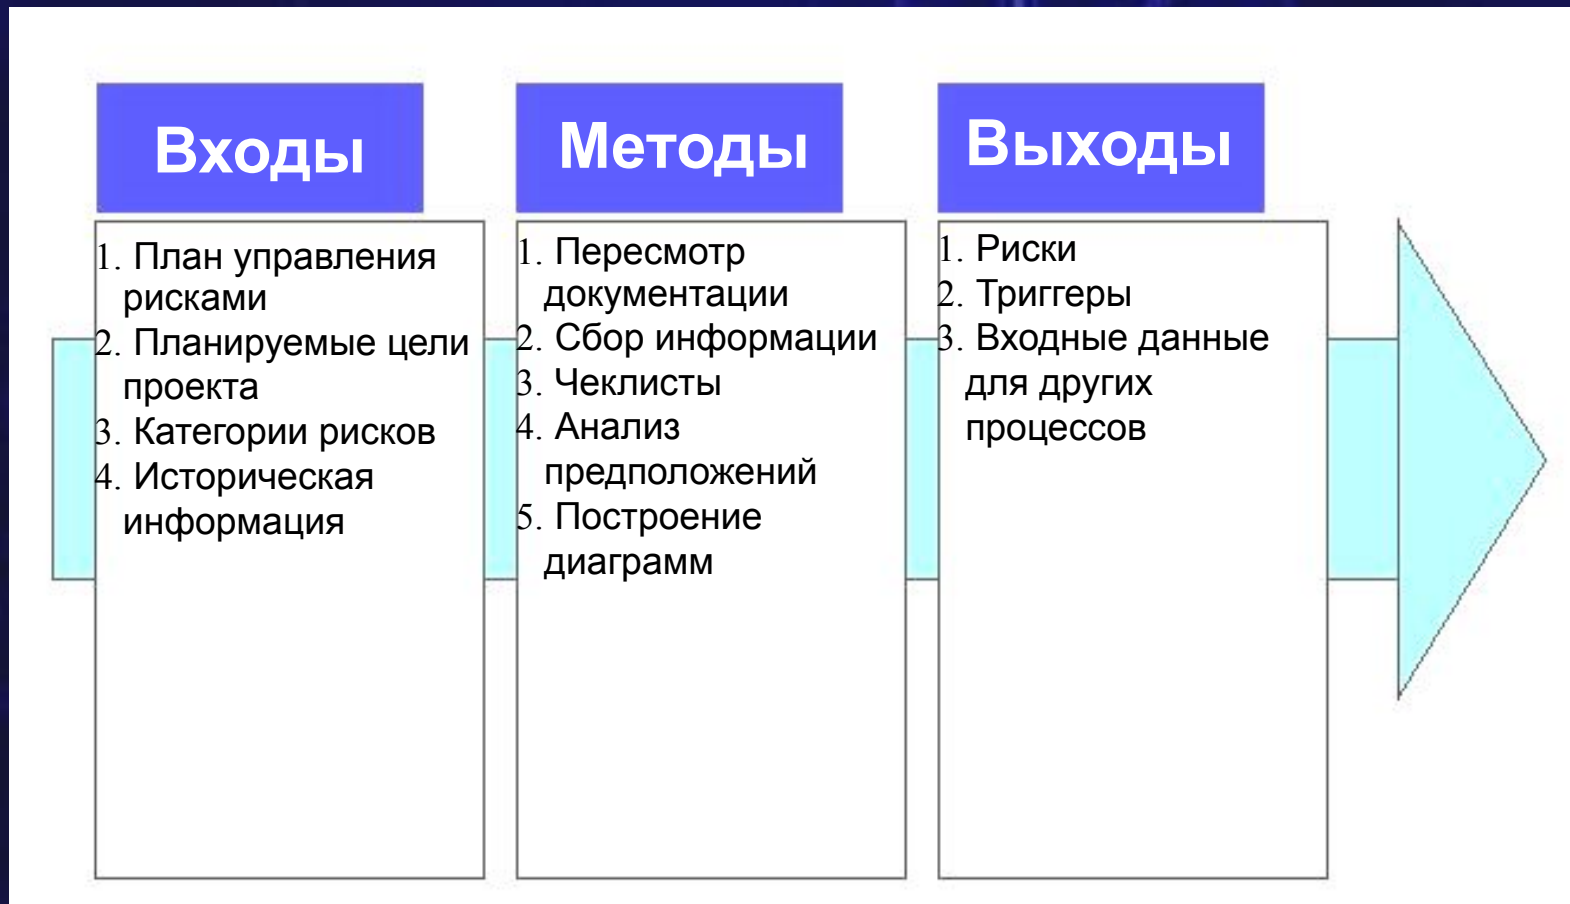 Входы
1. План управления
рисками
2. Планируемые цели
проекта
3. Категории рисков
4. Историческая
информация
Методы
1. Пересмотр
документации
2. Сбор информации
3. Чеклисты
4. Анализ
предположений
5. Построение
диаграмм
Выходы
1. Риски
2. Триггеры
3. Входные данные
для других
процессов